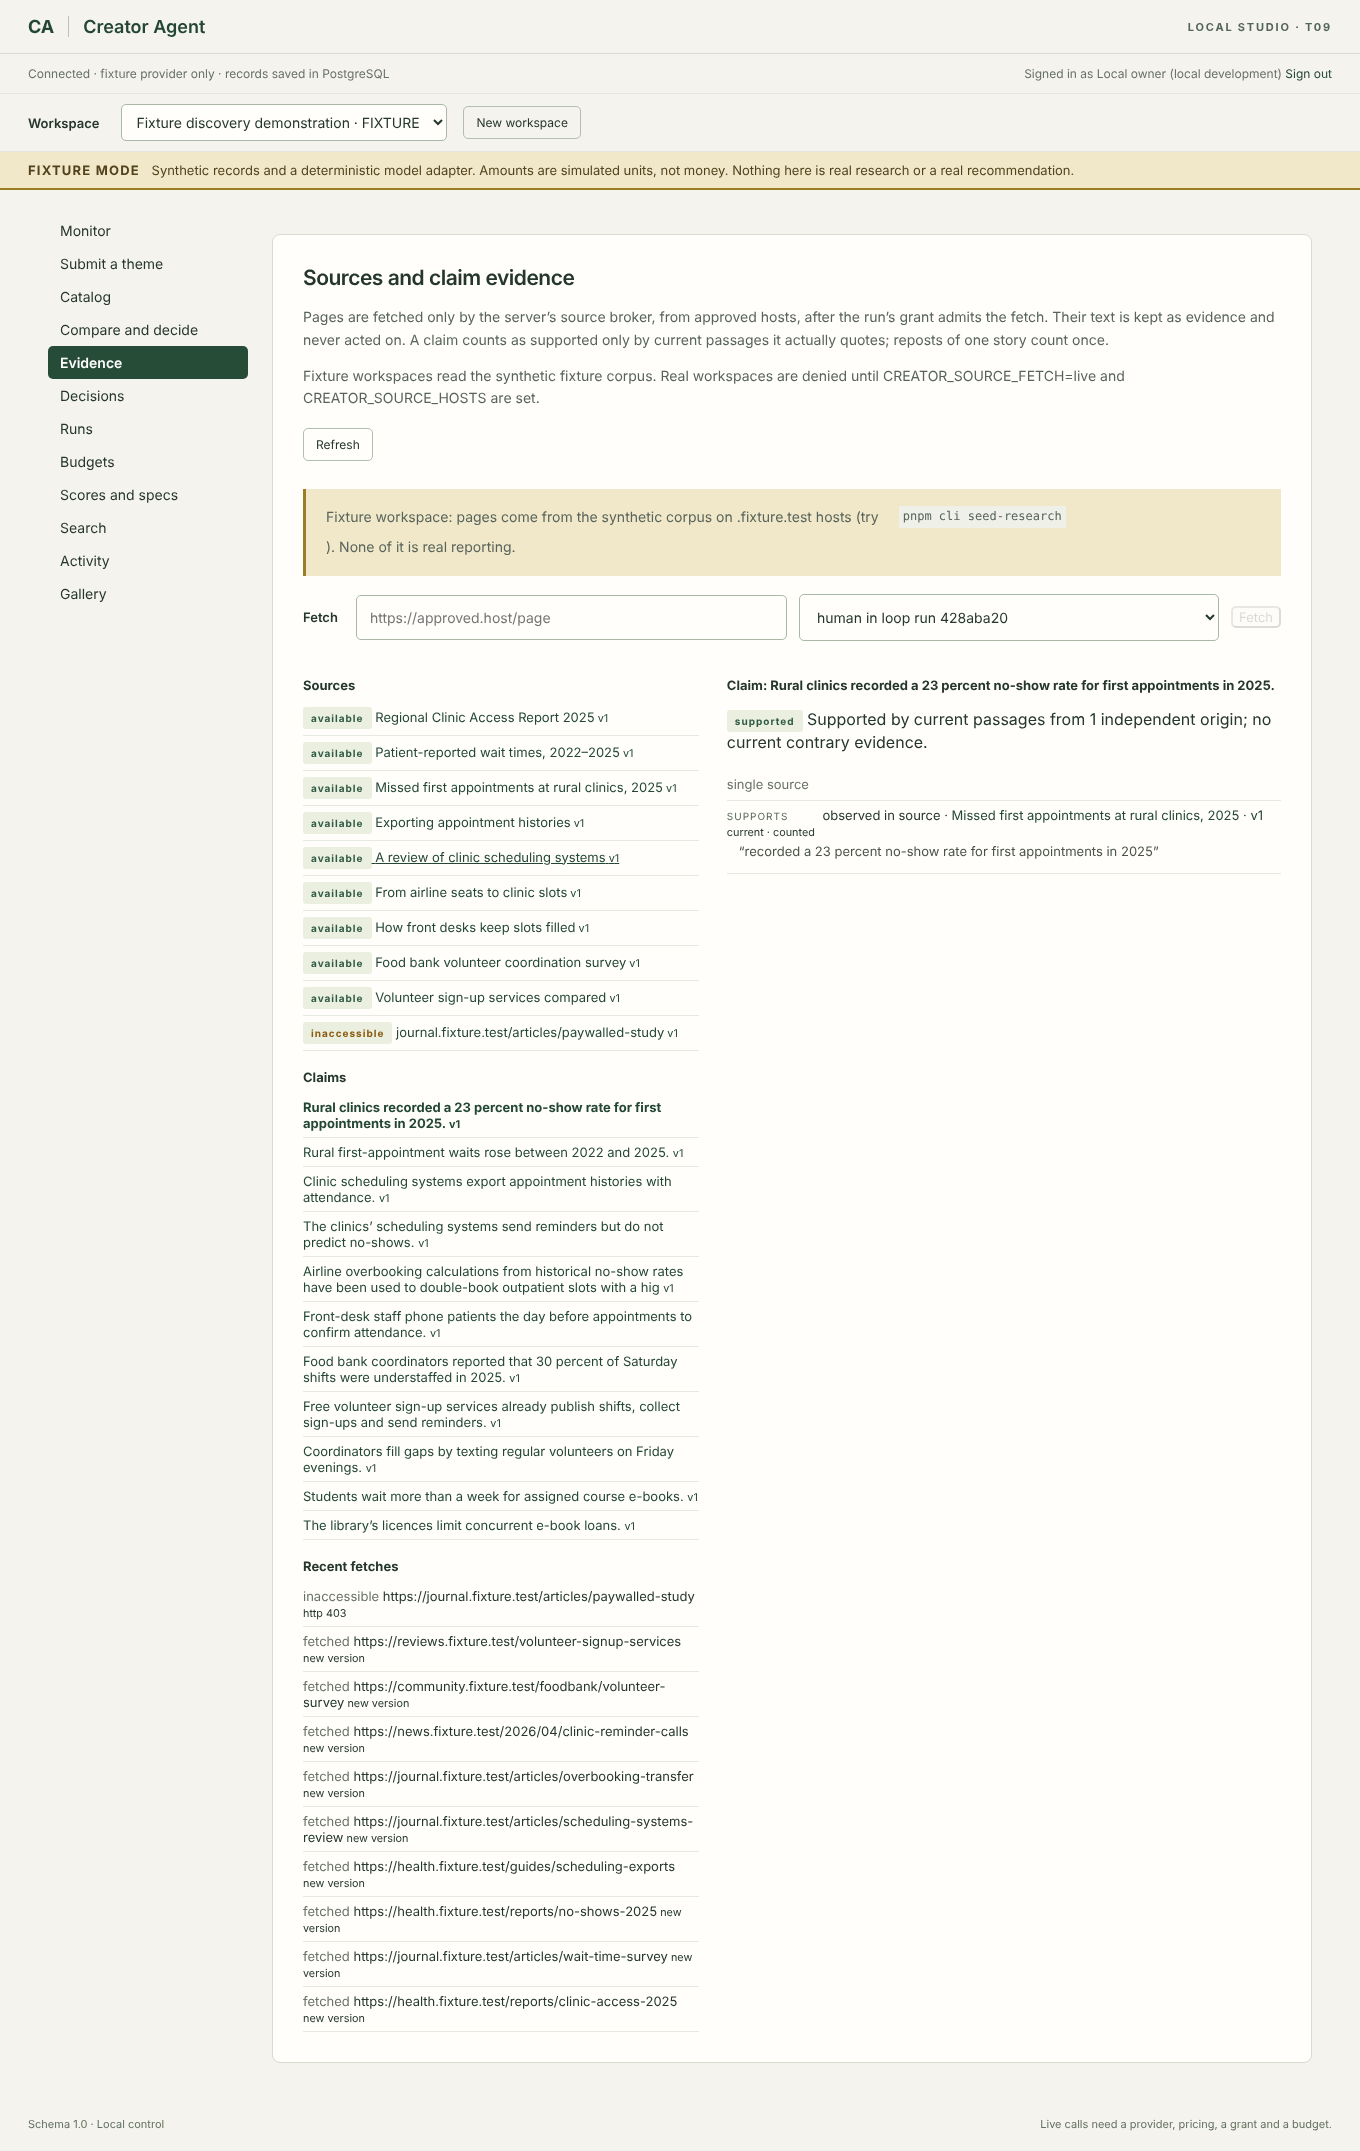 CA
Creator Agent
LOCAL STUDIO · T09
Connected · fixture provider only · records saved in PostgreSQL
Signed in as Local owner (local development) Sign out
Workspace
Fixture discovery demonstration · FIXTURE
New workspace
FIXTURE MODE Synthetic records and a deterministic model adapter. Amounts are simulated units, not money. Nothing here is real research or a real recommendation.
Monitor
Submit a theme
Catalog
Compare and decide
Evidence
Decisions
Runs
Budgets
Scores and specs
Search
Activity
Gallery
Sources and claim evidence
Pages are fetched only by the server’s source broker, from approved hosts, after the run’s grant admits the fetch. Their text is kept as evidence and
never acted on. A claim counts as supported only by current passages it actually quotes; reposts of one story count once.
Fixture workspaces read the synthetic fixture corpus. Real workspaces are denied until CREATOR_SOURCE_FETCH=live and
CREATOR_SOURCE_HOSTS are set.
Refresh
Fixture workspace: pages come from the synthetic corpus on .fixture.test hosts (try pnpm cli seed-research
). None of it is real reporting.
Fetch
https://approved.host/page
human in loop run 428aba20
Fetch
Sources
available Regional Clinic Access Report 2025 v1
available Patient-reported wait times, 2022–2025 v1
available Missed first appointments at rural clinics, 2025 v1
available Exporting appointment histories v1
available A review of clinic scheduling systems v1
available From airline seats to clinic slots v1
available How front desks keep slots filled v1
available Food bank volunteer coordination survey v1
available Volunteer sign-up services compared v1
inaccessible journal.fixture.test/articles/paywalled-study v1
Claims
Rural clinics recorded a 23 percent no-show rate for first
appointments in 2025. v1
Rural first-appointment waits rose between 2022 and 2025. v1
Clinic scheduling systems export appointment histories with
attendance. v1
The clinics’ scheduling systems send reminders but do not
predict no-shows. v1
Airline overbooking calculations from historical no-show rates
have been used to double-book outpatient slots with a hig v1
Front-desk staff phone patients the day before appointments to
confirm attendance. v1
Food bank coordinators reported that 30 percent of Saturday
shifts were understaffed in 2025. v1
Free volunteer sign-up services already publish shifts, collect
sign-ups and send reminders. v1
Coordinators fill gaps by texting regular volunteers on Friday
evenings. v1
Students wait more than a week for assigned course e-books. v1
The library’s licences limit concurrent e-book loans. v1
Recent fetches
inaccessible https://journal.fixture.test/articles/paywalled-study
http 403
fetched https://reviews.fixture.test/volunteer-signup-services
new version
fetched https://community.fixture.test/foodbank/volunteer-
survey new version
fetched https://news.fixture.test/2026/04/clinic-reminder-calls
new version
fetched https://journal.fixture.test/articles/overbooking-transfer
new version
fetched https://journal.fixture.test/articles/scheduling-systems-
review new version
fetched https://health.fixture.test/guides/scheduling-exports
new version
fetched https://health.fixture.test/reports/no-shows-2025 new
version
fetched https://journal.fixture.test/articles/wait-time-survey new
version
fetched https://health.fixture.test/reports/clinic-access-2025
new version
Claim: Rural clinics recorded a 23 percent no-show rate for first appointments in 2025.
supported Supported by current passages from 1 independent origin; no
current contrary evidence.
single source
SUPPORTS observed in source · Missed first appointments at rural clinics, 2025 · v1
current · counted
“recorded a 23 percent no-show rate for first appointments in 2025”
Schema 1.0 · Local control
Live calls need a provider, pricing, a grant and a budget.